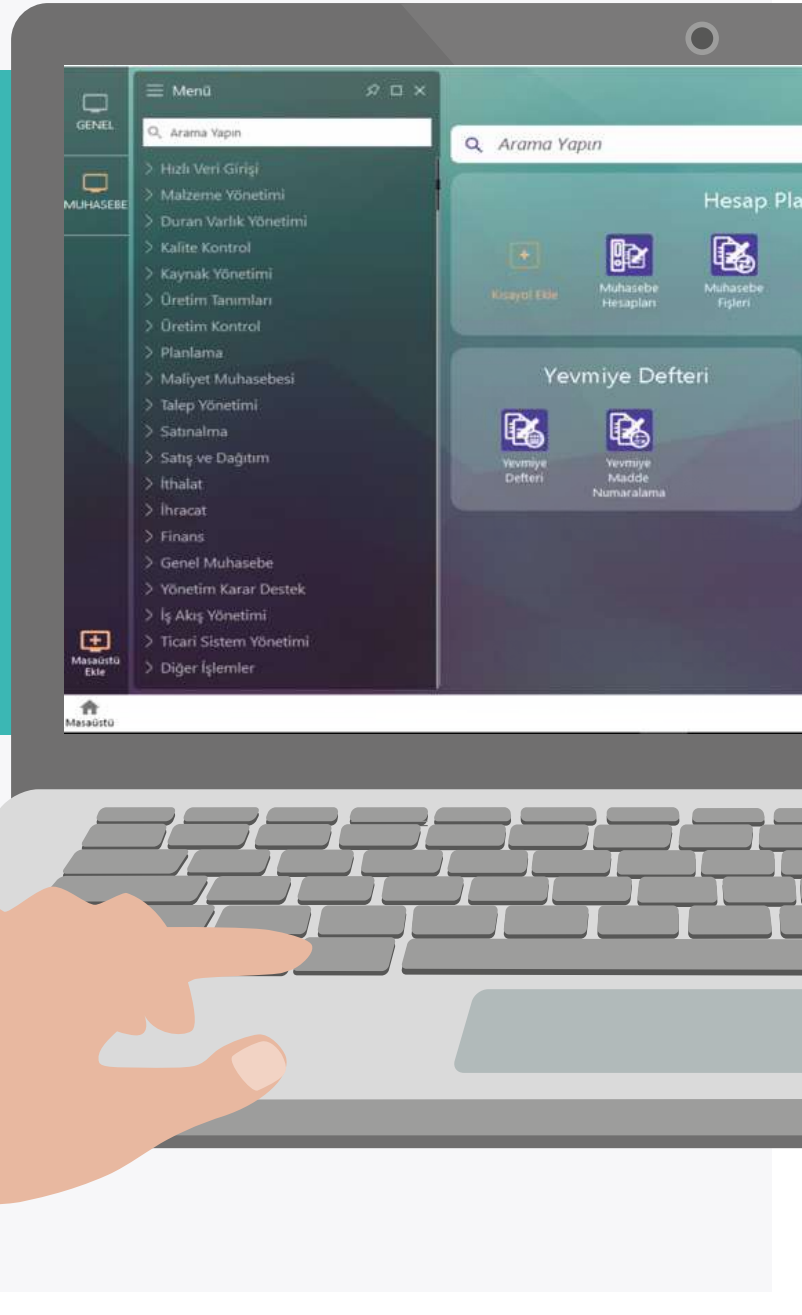 GENEL
MUHASEBE
Masaüstü
Ekle
Menü
Arama Yapın
Hızlı Veri Girişi
Malzeme Yönetimi
Duran Varlık Yönetimi
Kalite Kontrol
Kaynak Yönetimi
Üretim Tanımları
Üretim Kontrol
Planlama
Maliyet Muhasebesi
Talep Yönetimi
Satınalma
Satış ve Dağıtım
İthalat
İhracat
Finans
Genel Muhasebe
Yönetim Karar Destek
İş Akış Yönetimi
Ticari Sistem Yönetimi
Diğer İşlemler
Arama Yapın
Hesap Pla
Kısayol Ekle
Muhasebe
Hesapları
Muhasebe
Fişleri
Yevmiye Defteri
Yevmiye
Defteri
Yevmiye
Madde
Numaralama
Masaüstü